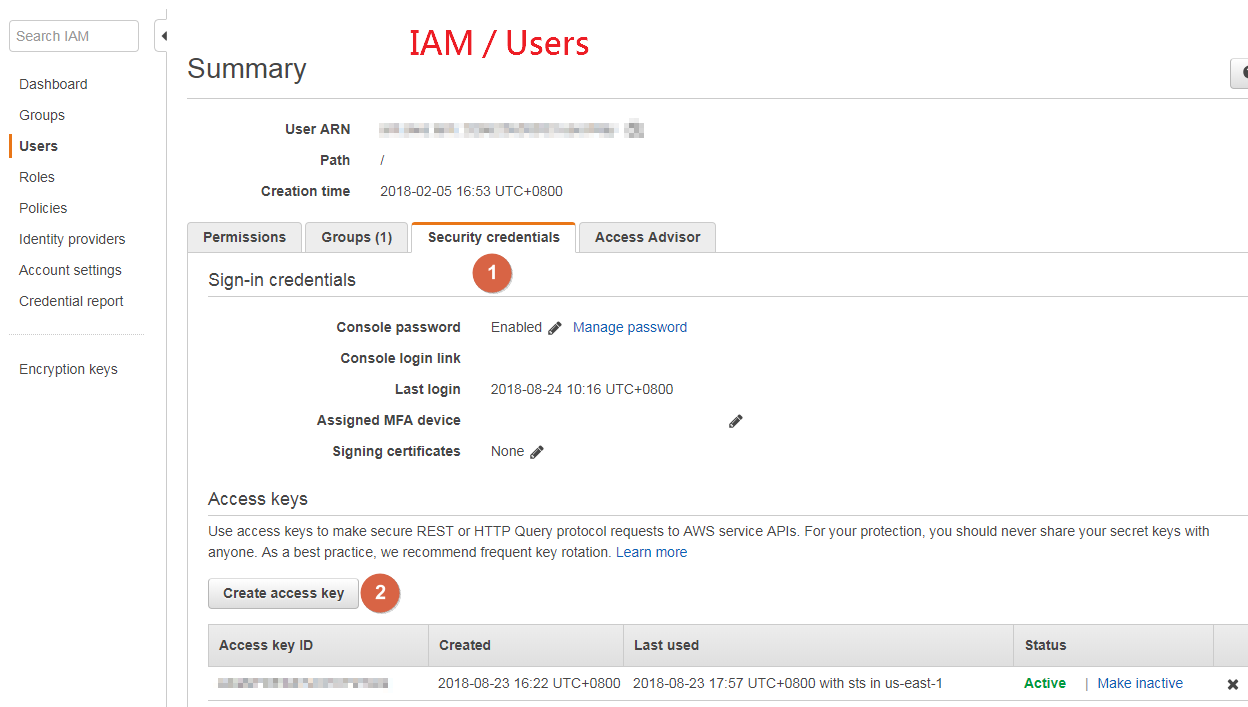 Search IAM
Dashboard
Groups
Users
Roles
Policies
Identity providers
Account settings
Credential report
Encryption keys
IAM / Users
Summary
User ARN
Path /
Creation time 2018-02-05 16:53 UTC+0800
Permissions Groups (1) Security credentials Access Advisor
1
Sign-in credentials
Console password Enabled Manage password
Console login link
Last login 2018-08-24 10:16 UTC+0800
Assigned MFA device
Signing certificates None
Access keys
Use access keys to make secure REST or HTTP Query protocol requests to AWS service APIs. For your protection, you should never share your secret keys with
anyone. As a best practice, we recommend frequent key rotation. Learn more
Create access key 2
Access key ID Created Last used Status
2018-08-23 16:22 UTC+0800 2018-08-23 17:57 UTC+0800 with sts in us-east-1 Active | Make inactive